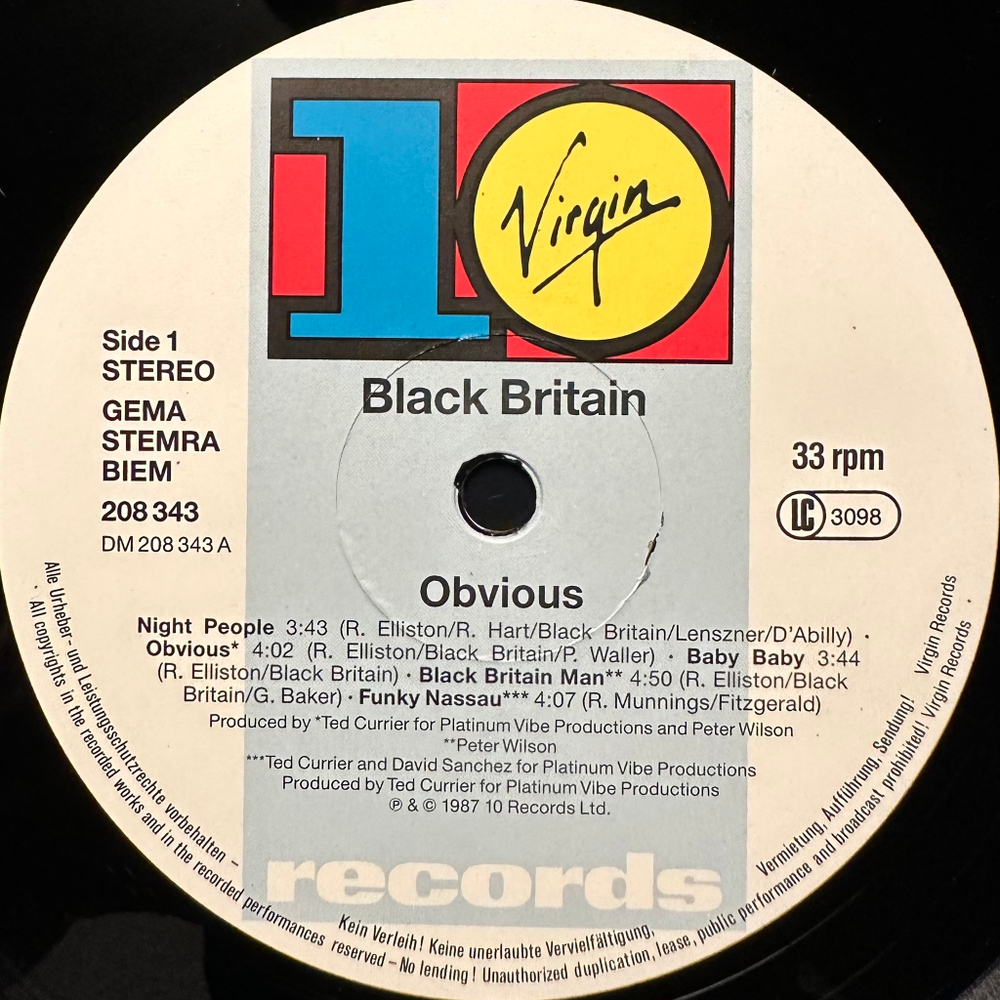 10
Virgin
Side 1
STEREO
GEMA
STEMRA
BIEM
208 343
DM 208 343 A
Black Britain
33 rpm
LC 3098
Obvious
Night People 3:43 (R. Elliston/R. Hart/Black Britain/Lenszner/D'Abilly) ·
Obvious* 4:02 (R. Elliston/Black Britain/P. Waller) · Baby Baby 3:44
(R. Elliston/Black Britain) · Black Britain Man** 4:50 (R. Elliston/Black
Britain/G. Baker) · Funky Nassau*** 4:07 (R. Munnings/Fitzgerald)
Produced by *Ted Currier for Platinum Vibe Productions and Peter Wilson
**Peter Wilson
***Ted Currier and David Sanchez for Platinum Vibe Productions
Produced by Ted Currier for Platinum Vibe Productions
℗ & © 1987 10 Records Ltd.
records
Alle Urheber- und Leistungsschutzrechte vorbehalten – Kein Verleih! Keine unerlaubte Vervielfältigung, Vermietung, Aufführung, Sendung! Virgin Records
All copyrights in the recorded works and in the recorded performances reserved – No lending! Unauthorized duplication, lease, public performance and broadcast prohibited! Virgin Records